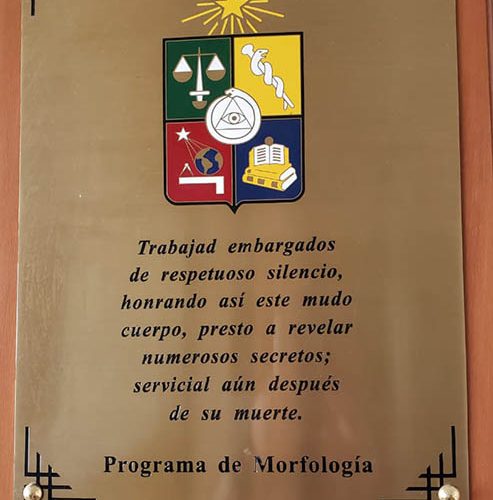 Trabajad embargados
de respetuoso silencio,
honrando así este mudo
cuerpo, presto a revelar
numerosos secretos;
servicial aún después
de su muerte.
Programa de Morfología